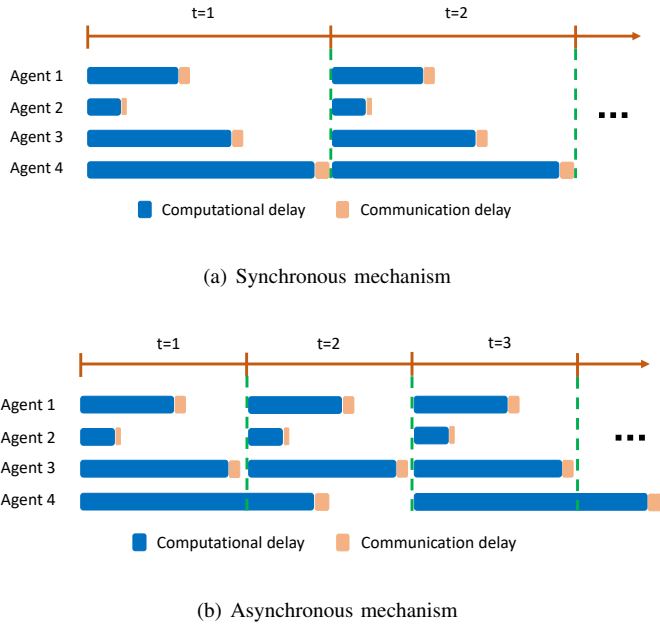 t=1 t=2
Agent 1
Agent 2
Agent 3
Agent 4
...
Computational delay Communication delay
(a) Synchronous mechanism
t=1 t=2 t=3
Agent 1
Agent 2
Agent 3
Agent 4
...
Computational delay Communication delay
(b) Asynchronous mechanism